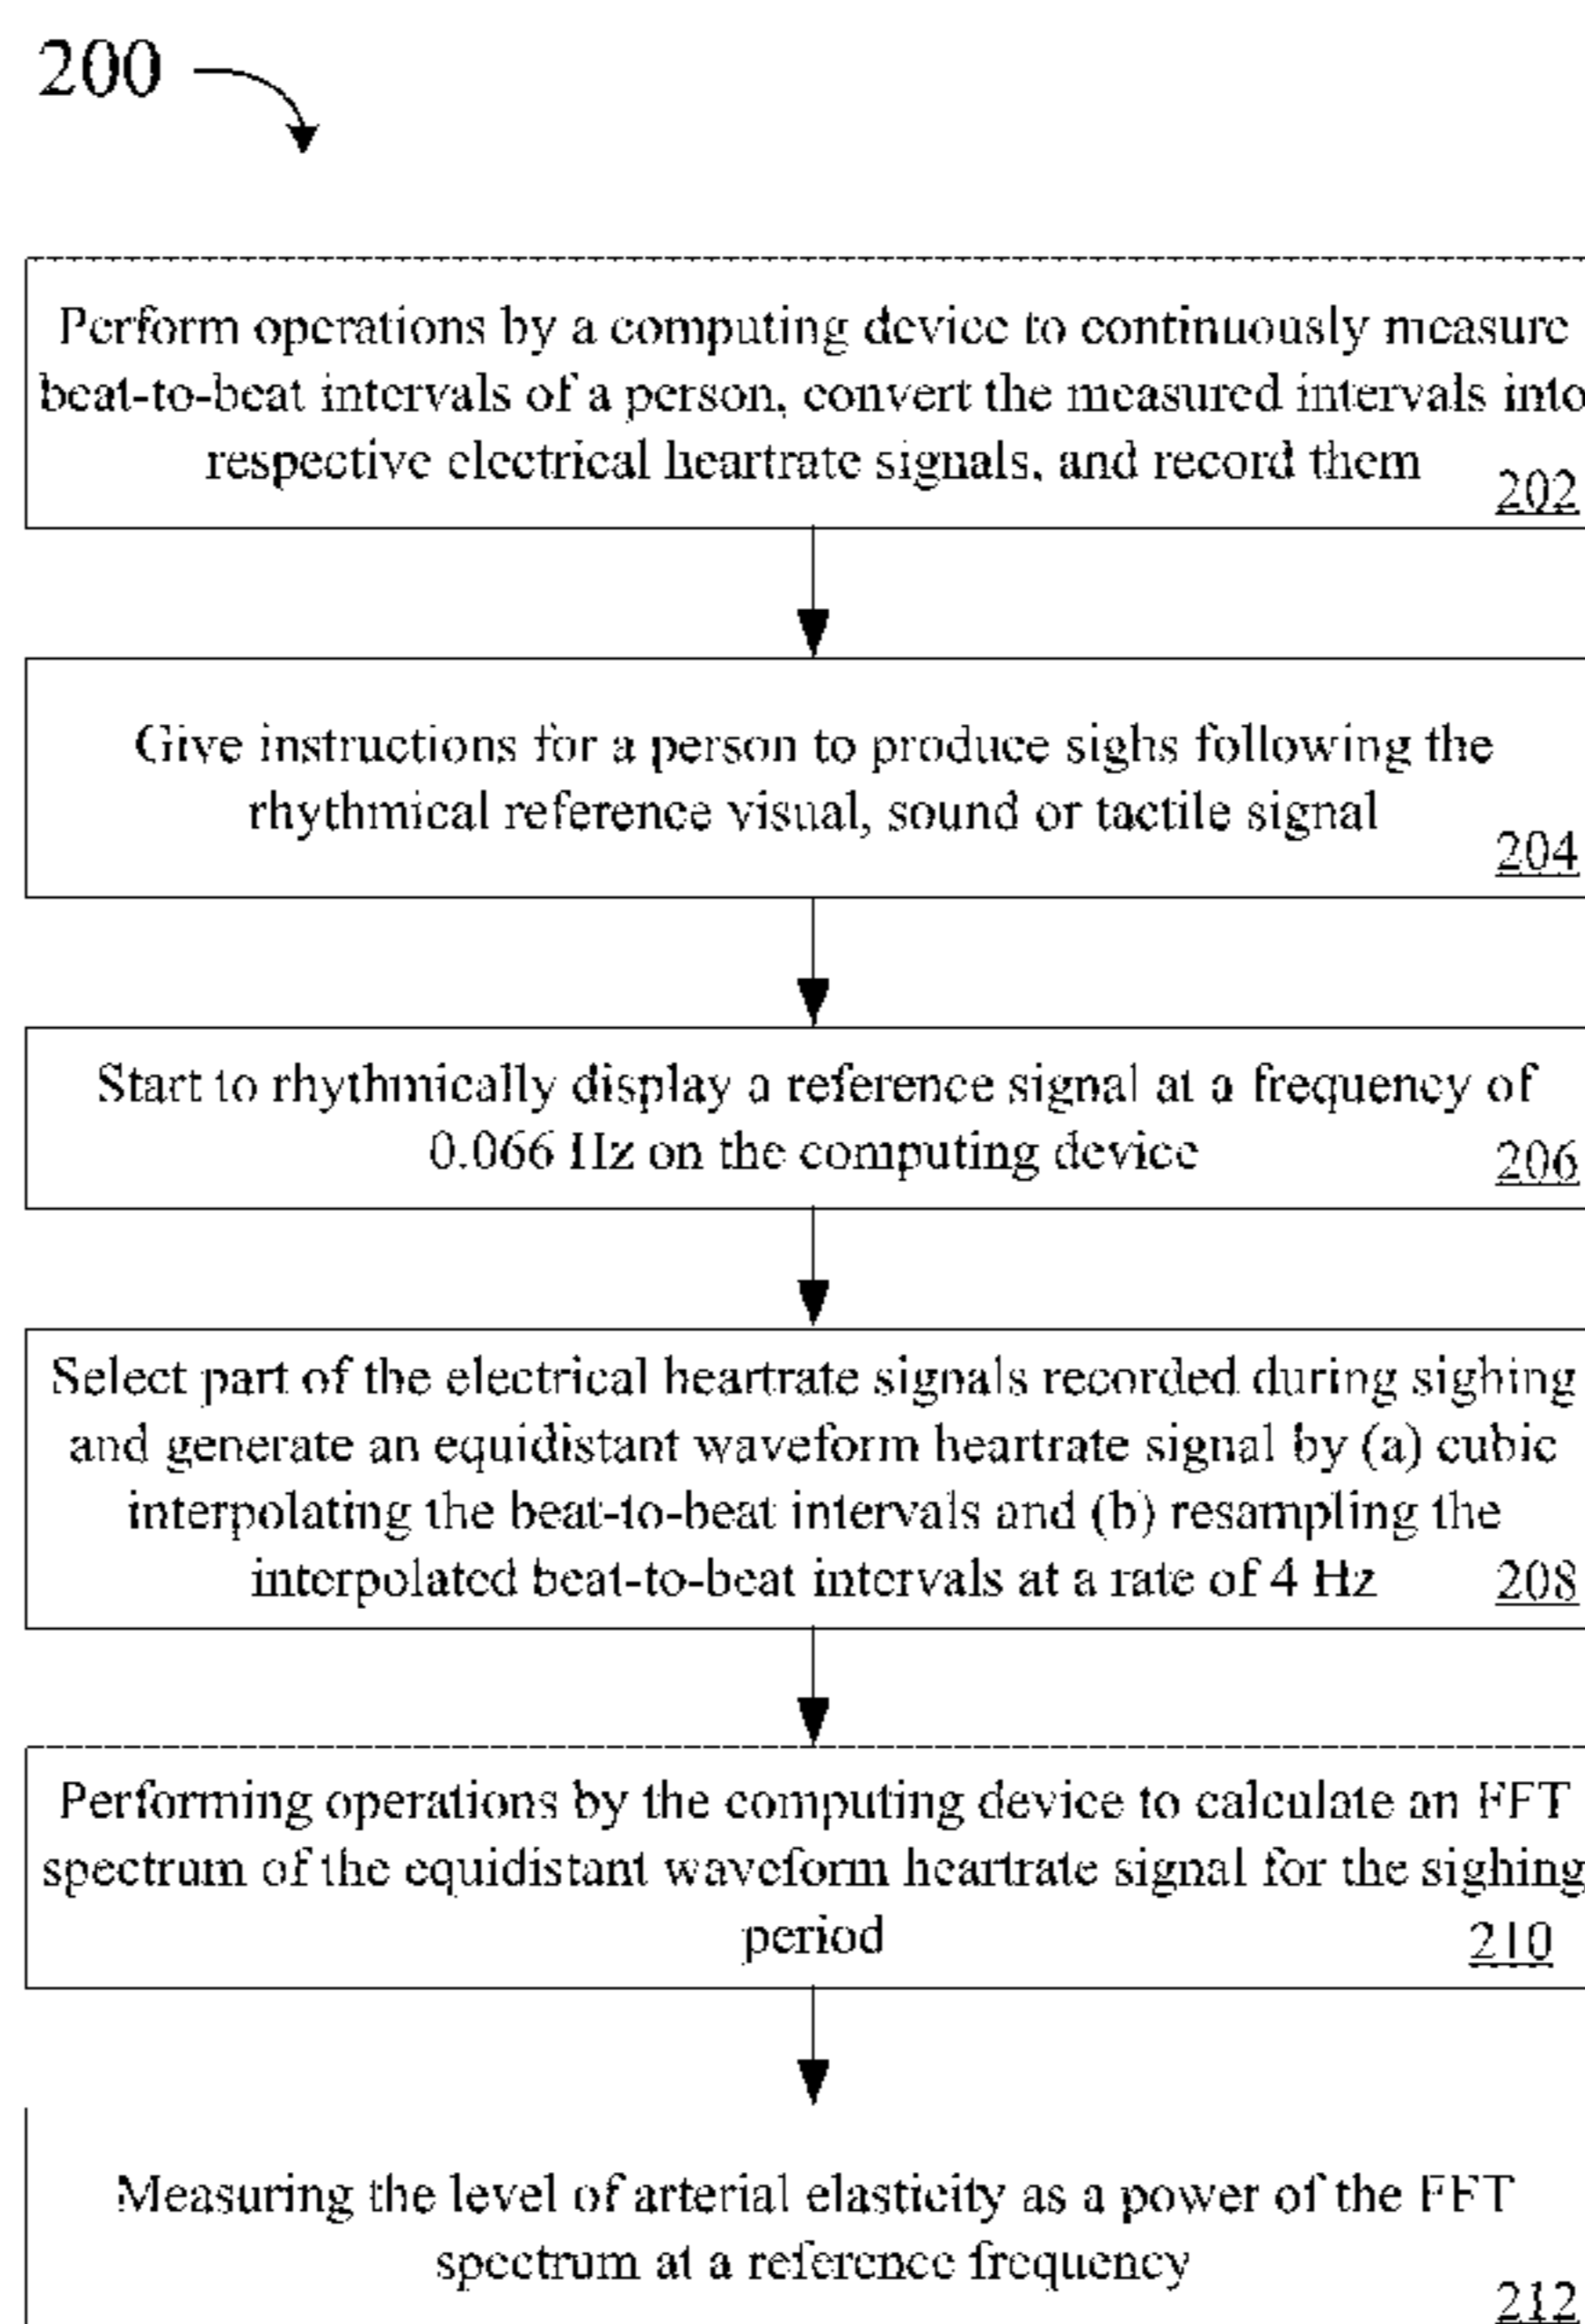 200
Perform operations by a computing device to continuously measure
beat-to-beat intervals of a person, convert the measured intervals into
respective electrical heartrate signals, and record them
202
Give instructions for a person to produce sighs following the
rhythmical reference visual, sound or tactile signal
204
Start to rhythmically display a reference signal at a frequency of
0.066 Hz on the computing device
206
Select part of the electrical heartrate signals recorded during sighing
and generate an equidistant waveform heartrate signal by (a) cubic
interpolating the beat-to-beat intervals and (b) resampling the
interpolated beat-to-beat intervals at a rate of 4 Hz
208
Performing operations by the computing device to calculate an FFT
spectrum of the equidistant waveform heartrate signal for the sighing
period
210
Measuring the level of arterial elasticity as a power of the FFT
spectrum at a reference frequency
212